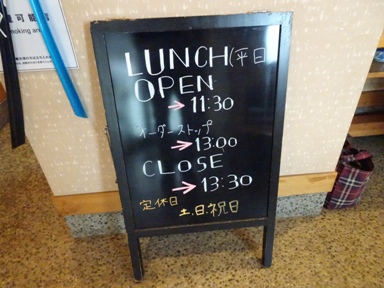 LUNCH(平日
OPEN
→ 11:30
オーダーストップ
→ 13:00
CLOSE
→ 13:30
定休日
土.日.祝日